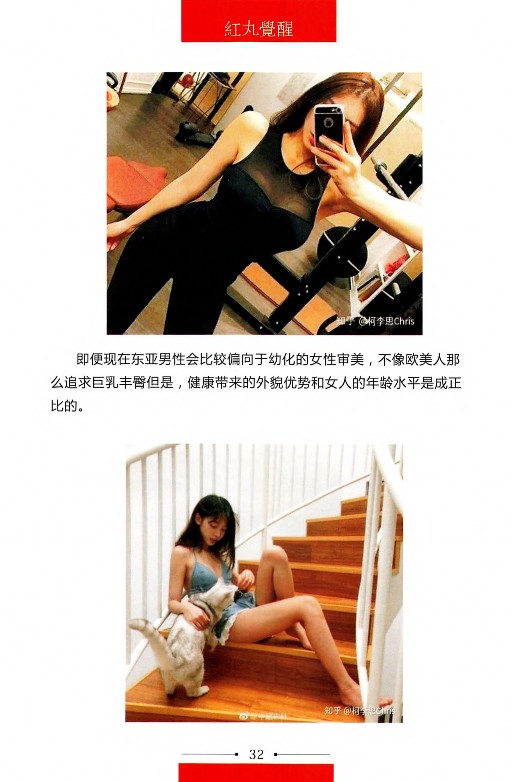 紅丸覺醒
知乎 @柯李思Chris
即便现在东亚男性会比较偏向于幼化的女性审美，不像欧美人那
么追求巨乳丰臀但是，健康带来的外貌优势和女人的年龄水平是成正
比的。
知乎 @柯李思Chris
32